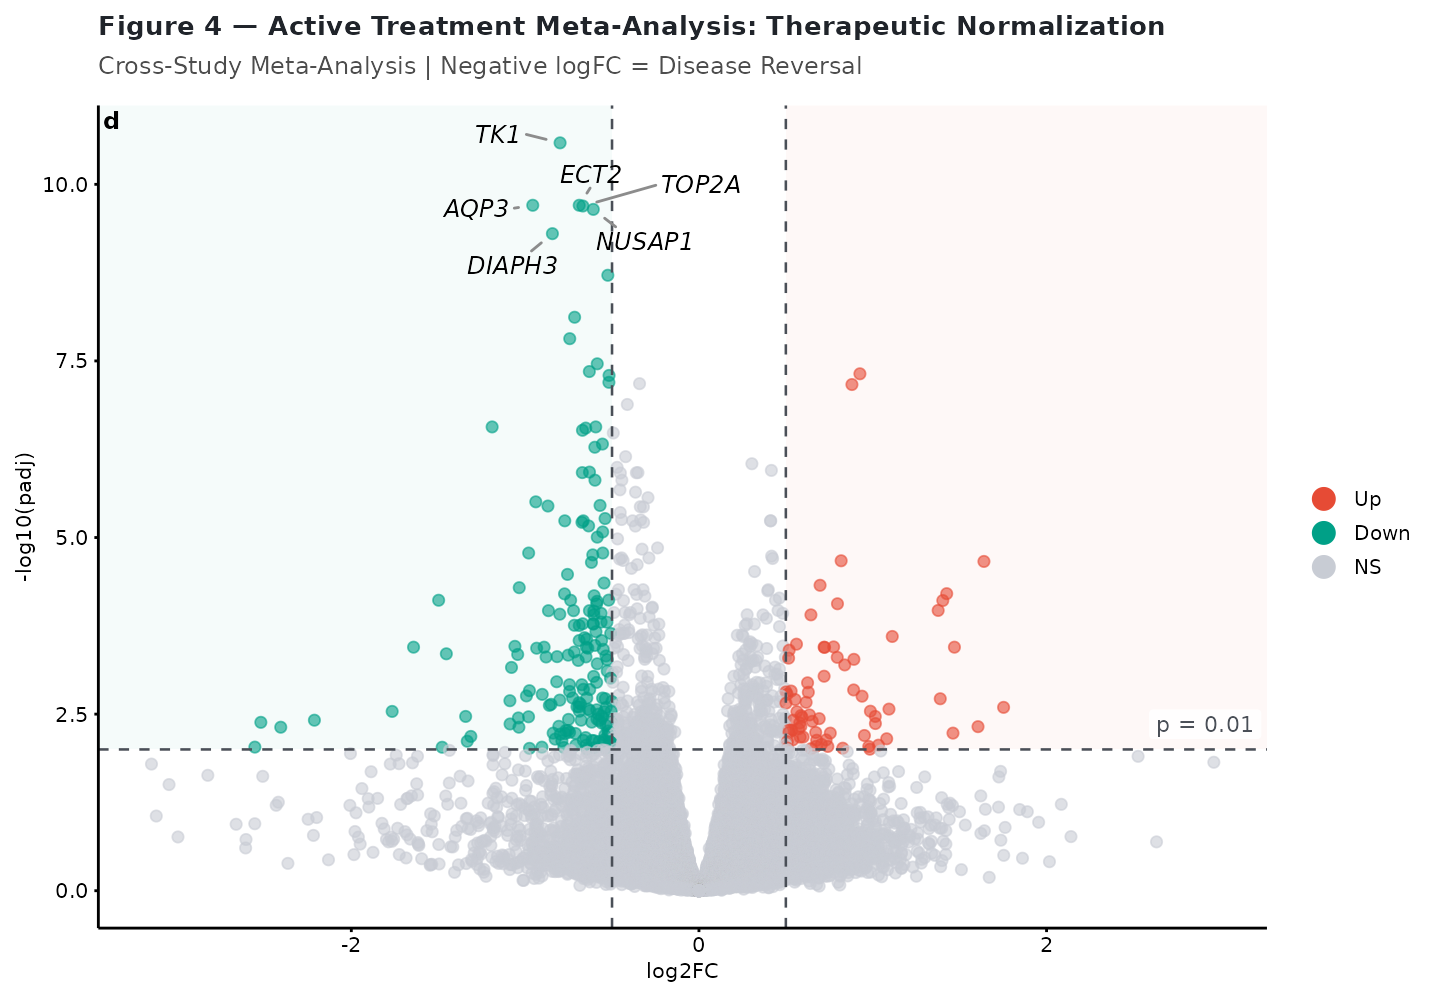 Figure 4 — Active Treatment Meta-Analysis: Therapeutic Normalization
Cross-Study Meta-Analysis | Negative logFC = Disease Reversal
d
TK1
ECT2
TOP2A
AQP3
NUSAP1
DIAPH3
10.0
7.5
5.0
2.5
0.0
-log10(padj)
p = 0.01
Up
Down
NS
-2
0
2
log2FC